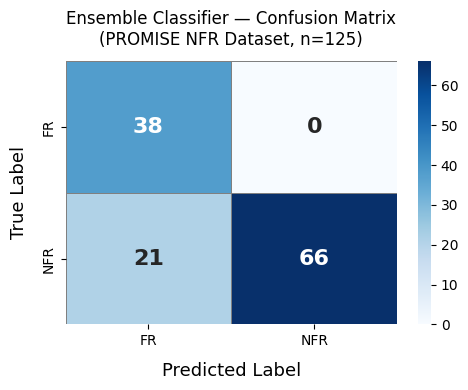 Ensemble Classifier — Confusion Matrix
(PROMISE NFR Dataset, n=125)
True Label
FR
38
0
NFR
21
66
FR
NFR
Predicted Label
60
50
40
30
20
10
0